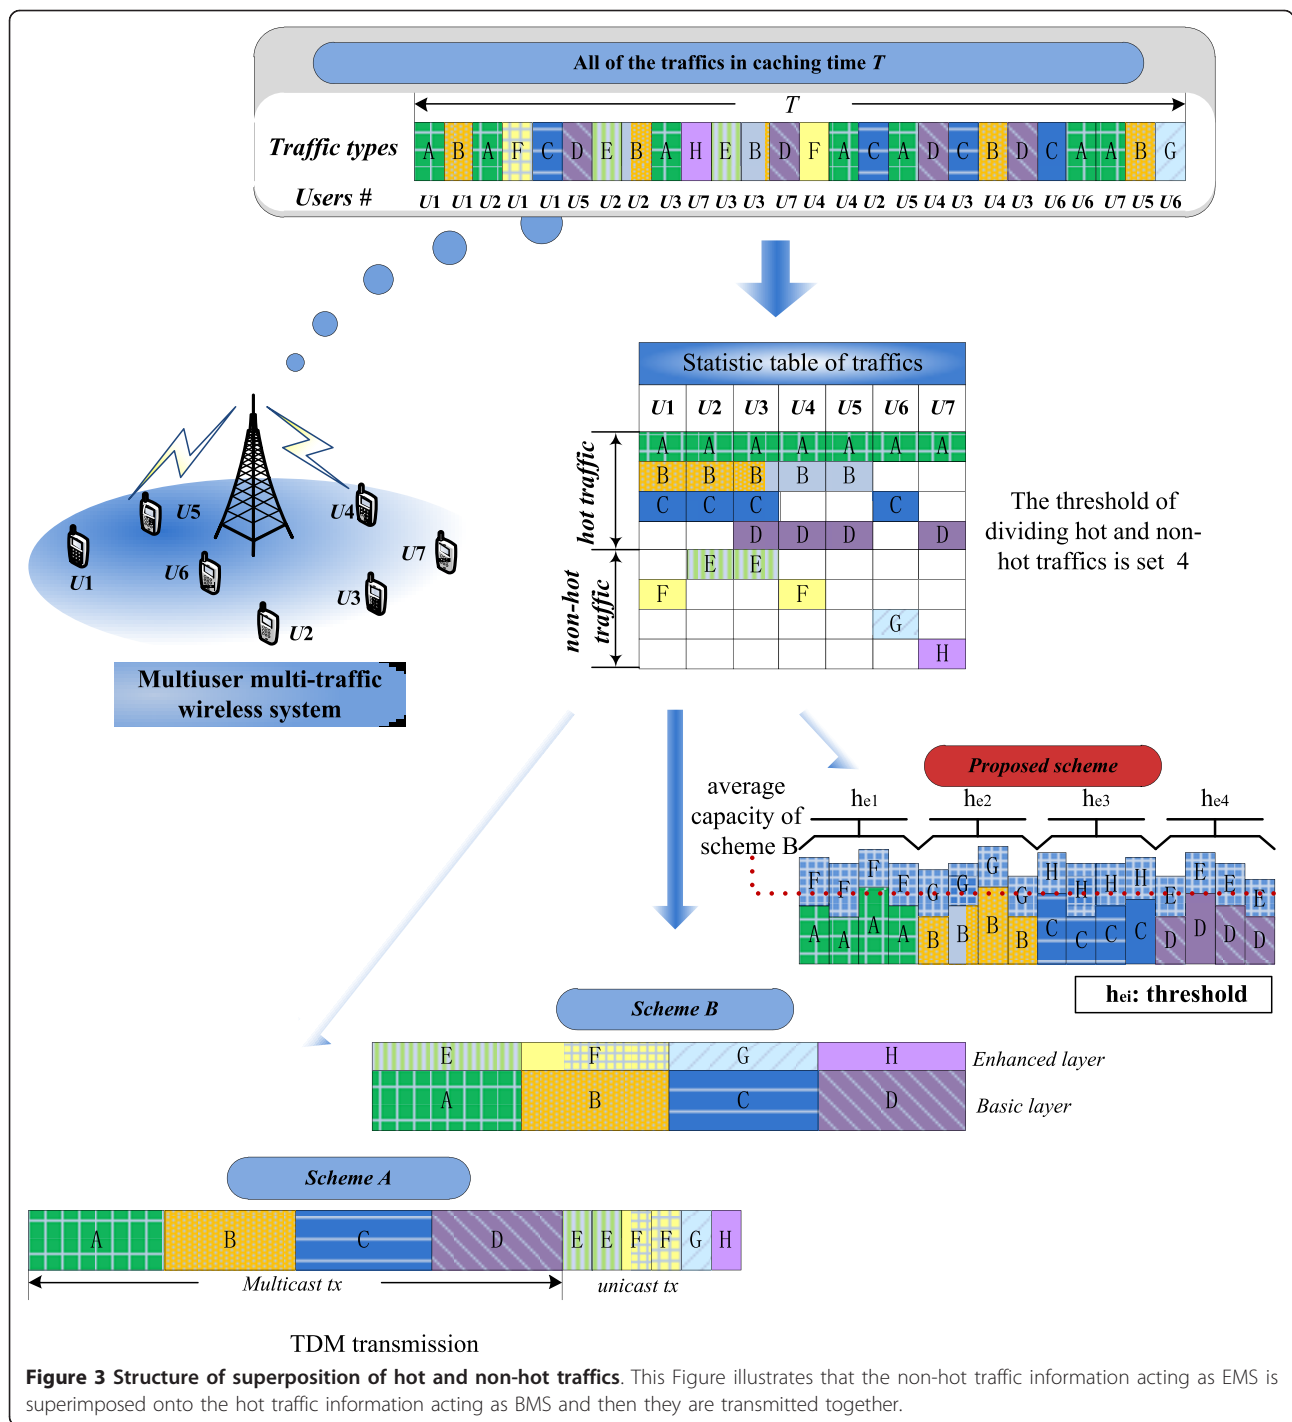 All of the traffics in caching time T
T
Traffic types
A B A F C D E B A H E B D F A C A D C B D C A A B G
Users #
U1 U1 U2 U1 U1 U5 U2 U2 U3 U7 U3 U3 U7 U4 U4 U2 U5 U4 U3 U4 U3 U6 U6 U7 U5 U6
Statistic table of traffics
U1 U2 U3 U4 U5 U6 U7
hot traffic
A A A A A A A
B B B B B
C C C C
D D D D
non-hot
traffic
E E
F F
G
H
The threshold of
dividing hot and non-
hot traffics is set 4
U5
U4
U1
U6
U7
U3
U2
Multiuser multi-traffic
wireless system
Proposed scheme
average
capacity of
scheme B
he1 he2 he3 he4
F F F F G G G G H H H H E E E E
A A A A B B B B C C C C D D D D
hei: threshold
Scheme B
E F G H
Enhanced layer
A B C D
Basic layer
Scheme A
A B C D E E F F G H
Multicast tx
unicast tx
TDM transmission
Figure 3 Structure of superposition of hot and non-hot traffics. This Figure illustrates that the non-hot traffic information acting as EMS is
superimposed onto the hot traffic information acting as BMS and then they are transmitted together.